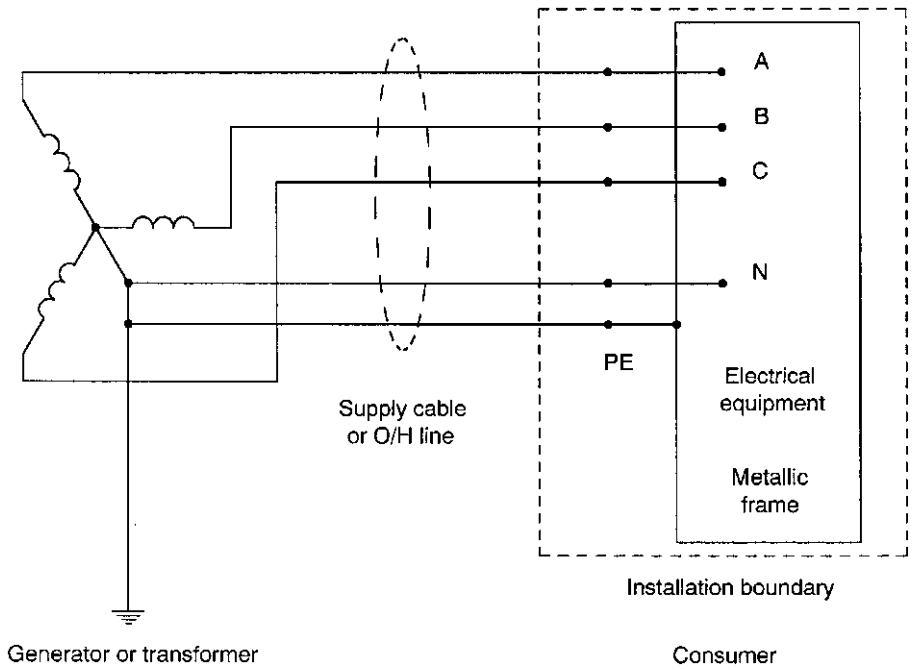 A
B
C
N
PE
Electrical
equipment
Supply cable
or O/H line
Metallic
frame
Installation boundary
Generator or transformer
Consumer